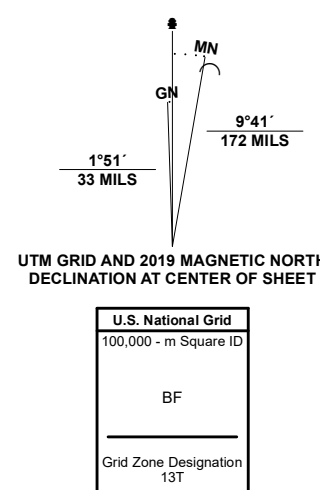 MN
GN
9°41´
172 MILS
1°51´
33 MILS
UTM GRID AND 2019 MAGNETIC NORTH
DECLINATION AT CENTER OF SHEET
U.S. National Grid
100,000 - m Square ID
BF
Grid Zone Designation
13T